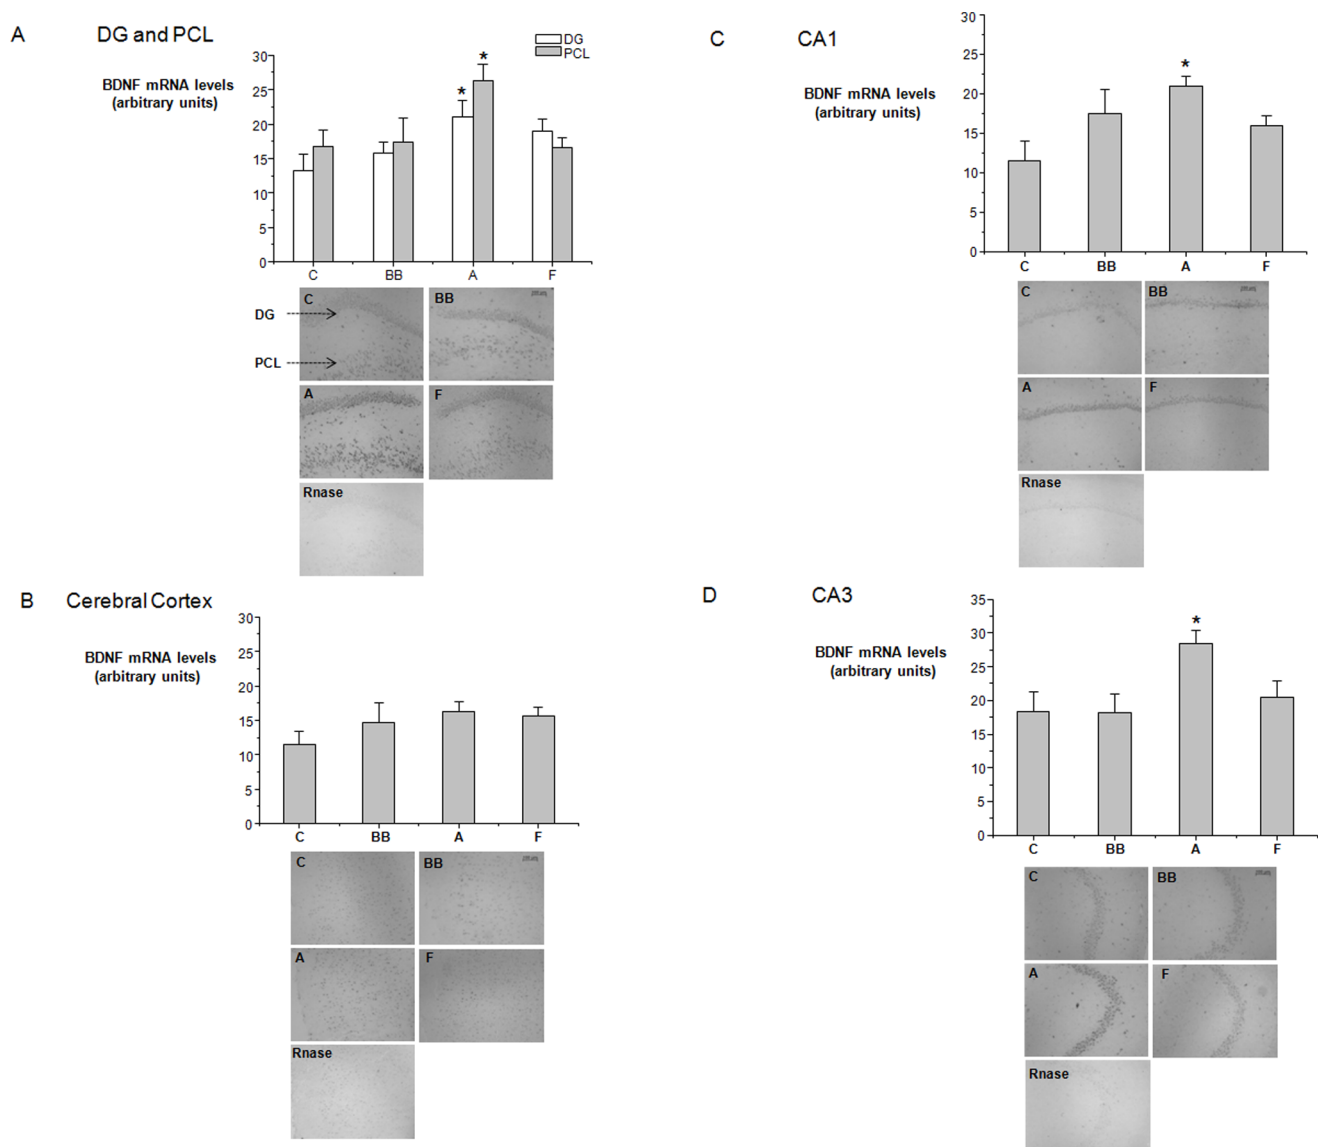 A DG and PCL
BDNF mRNA levels
(arbitrary units)
DG
PCL
30
25
20
15
10
5
0
C BB A F
* *
C BB
DG
PCL
A F
Rnase
B Cerebral Cortex
BDNF mRNA levels
(arbitrary units)
30
25
20
15
10
5
0
C BB A F
C BB
A F
Rnase
C CA1
BDNF mRNA levels
(arbitrary units)
30
25
20
15
10
5
0
*
C BB A F
C BB
A F
Rnase
D CA3
BDNF mRNA levels
(arbitrary units)
35
30
25
20
15
10
5
0
*
C BB A F
C BB
A F
Rnase